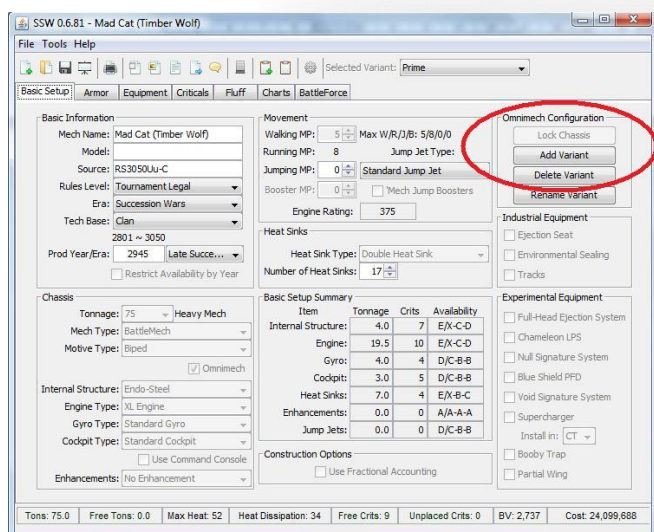 SSW 0.6.81 - Mad Cat (Timber Wolf)
File Tools Help
Selected Variant: Prime
Basic Setup Armor Equipment Criticals Fluff Charts BattleForce
Basic Information
Mech Name: Mad Cat (Timber Wolf)
Model:
Source: RS3050Uu-C
Rules Level: Tournament Legal
Era: Succession Wars
Tech Base: Clan
2801 ~ 3050
Prod Year/Era: 2945 Late Succe...
Restrict Availability by Year
Chassis
Tonnage: 75 Heavy Mech
Mech Type: BattleMech
Motive Type: Biped
Omnimech
Internal Structure: Endo-Steel
Engine Type: XL Engine
Gyro Type: Standard Gyro
Cockpit Type: Standard Cockpit
Use Command Console
Enhancements: No Enhancement
Movement
Walking MP: 5 Max W/R/J/B: 5/8/0/0
Running MP: 8 Jump Jet Type:
Jumping MP: 0 Standard Jump Jet
Booster MP: 0 'Mech Jump Boosters
Engine Rating: 375
Heat Sinks
Heat Sink Type: Double Heat Sink
Number of Heat Sinks: 17
Basic Setup Summary
Item Tonnage Crits Availability
Internal Structure: 4.0 7 E/X-C-D
Engine: 19.5 10 E/X-C-D
Gyro: 4.0 4 D/C-B-B
Cockpit: 3.0 5 D/C-B-B
Heat Sinks: 7.0 4 E/X-B-C
Enhancements: 0.0 0 A/A-A-A
Jump Jets: 0.0 0 D/C-B-B
Construction Options
Use Fractional Accounting
Omnimech Configuration
Lock Chassis
Add Variant
Delete Variant
Rename Variant
Industrial Equipment
Ejection Seat
Environmental Sealing
Tracks
Experimental Equipment
Full-Head Ejection System
Chameleon LPS
Null Signature System
Blue Shield PFD
Void Signature System
Supercharger
Install in: CT
Booby Trap
Partial Wing
Tons: 75.0 Free Tons: 0.0 Max Heat: 52 Heat Dissipation: 34 Free Crits: 9 Unplaced Crits: 0 BV: 2,737 Cost: 24,099,688